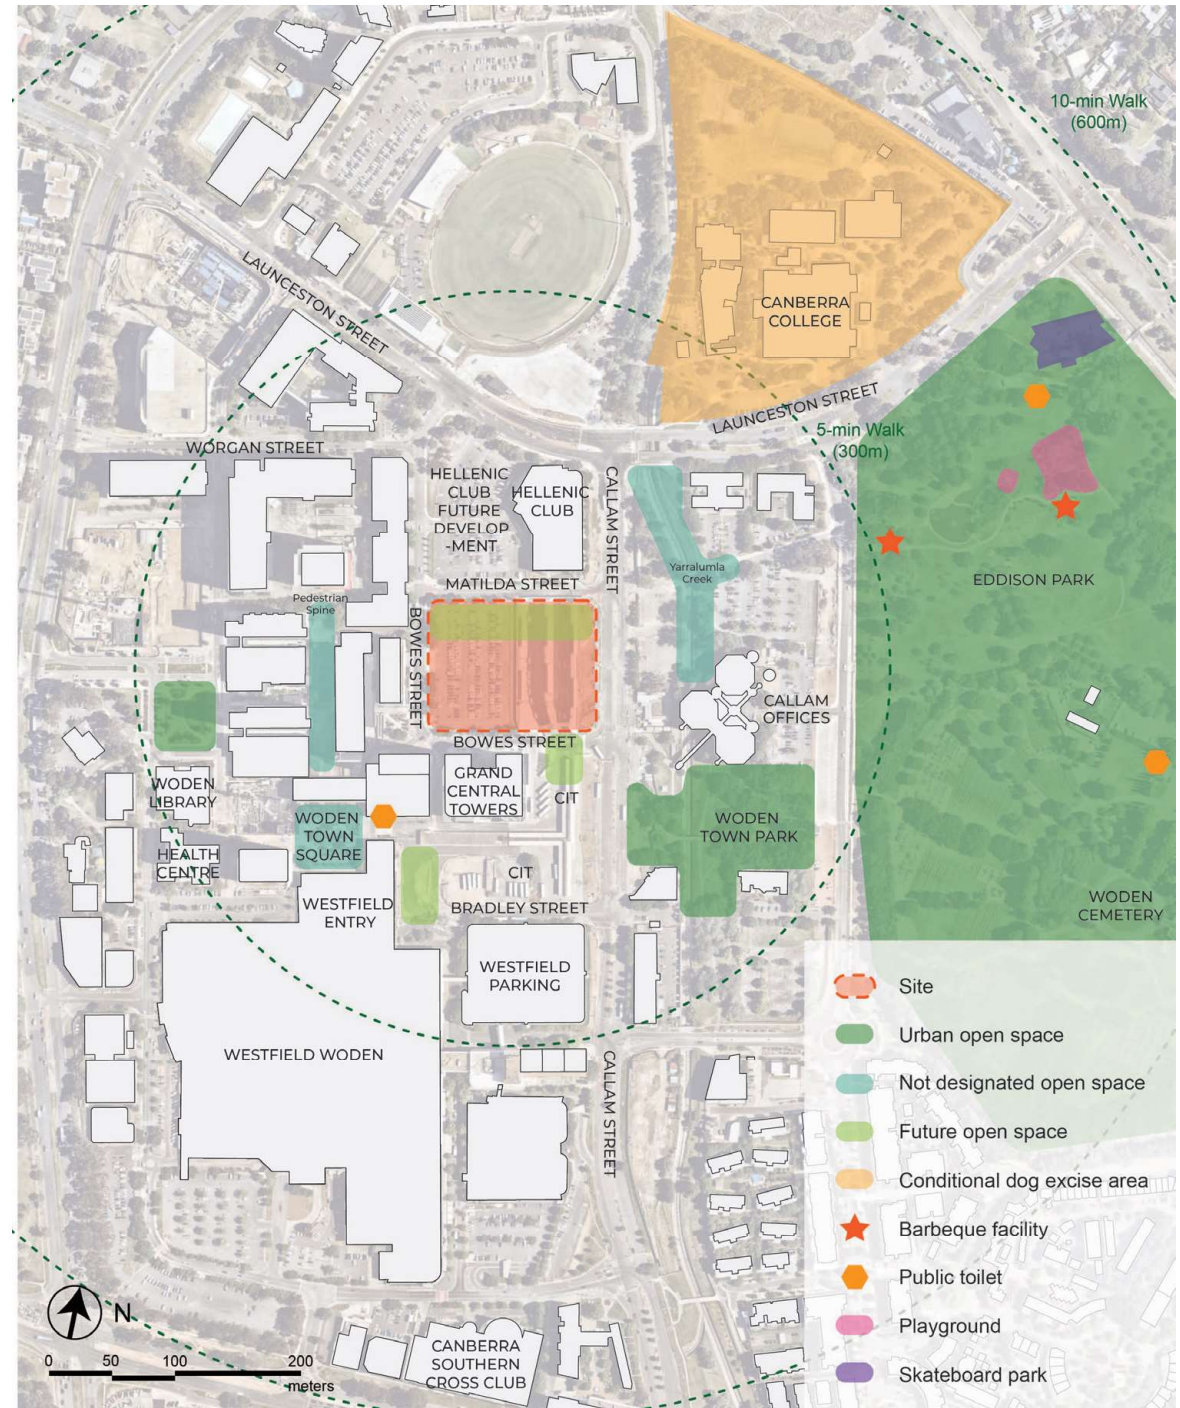 10-min Walk
(600m)
LAUNCESTON STREET
CANBERRA
COLLEGE
LAUNCESTON STREET
5-min Walk
(300m)
WORGAN STREET
HELLENIC
CLUB
FUTURE
DEVELOP
-MENT
HELLENIC
CLUB
CALLAM STREET
Yarralumla
Creek
EDDISON PARK
MATILDA STREET
Pedestrian
Spine
BOWES STREET
CALLAM
OFFICES
BOWES STREET
GRAND
CENTRAL
TOWERS
CIT
WODEN
LIBRARY
WODEN
TOWN
SQUARE
WODEN
TOWN PARK
HEALTH
CENTRE
CIT
BRADLEY STREET
WESTFIELD
ENTRY
WODEN
CEMETERY
WESTFIELD
PARKING
WESTFIELD WODEN
CALLAM STREET
Site
Urban open space
Not designated open space
Future open space
Conditional dog excise area
Barbeque facility
Public toilet
Playground
Skateboard park
N
0 50 100 200
meters
CANBERRA
SOUTHERN
CROSS CLUB